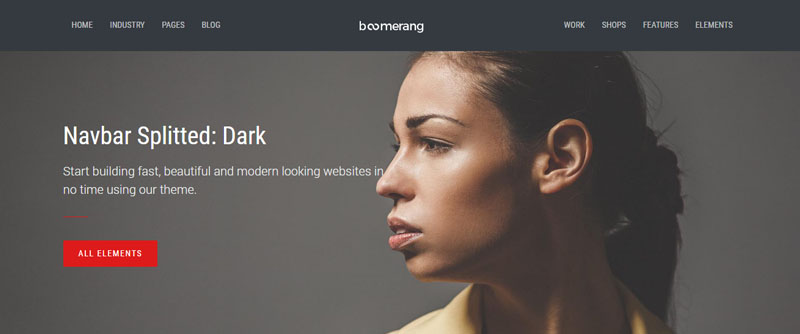 HOME INDUSTRY PAGES BLOG boomerang WORK SHOPS FEATURES ELEMENTS
Navbar Splitted: Dark
Start building fast, beautiful and modern looking websites in
no time using our theme.
ALL ELEMENTS